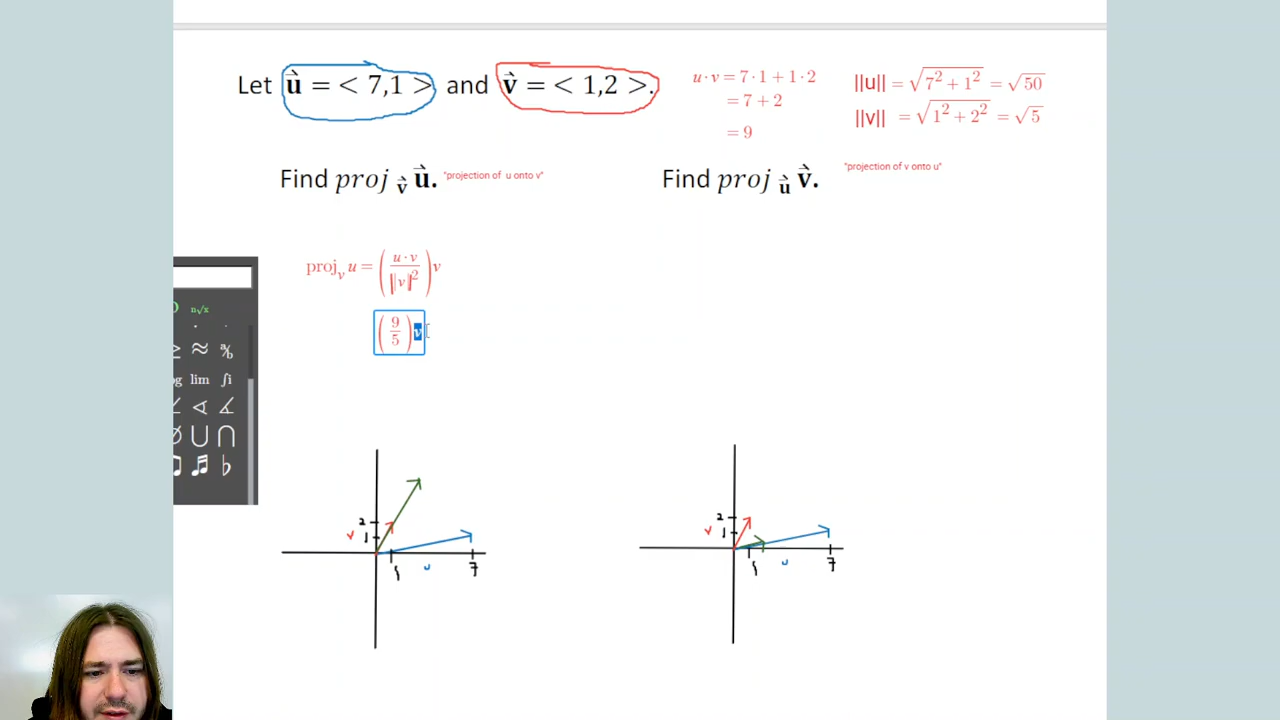 Let u⃗ = < 7,1 > and v⃗ = < 1,2 >.
u · v = 7 · 1 + 1 · 2
= 7 + 2
= 9
||u|| = √(7² + 1²) = √50
||v|| = √(1² + 2²) = √5
Find proj v⃗ u⃗. "projection of u onto v"
Find proj u⃗ v⃗. "projection of v onto u"
proj_v u = (u · v / ||v||²) v
(9/5) v
n√x
≥ ≈ a/b
lim ∫i
∢ ∡
∪ ∩
♫ ♬ ♭
2
v 1
1 u 7
2
v 1
1 u 7